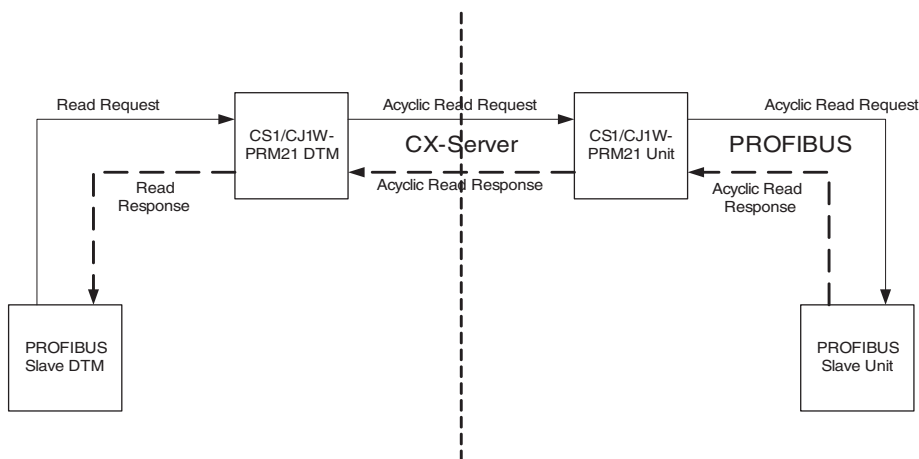 Read Request
CS1/CJ1W-
PRM21 DTM
Acyclic Read Request
CX-Server
Acyclic Read Response
CS1/CJ1W-
PRM21 Unit
Acyclic Read Request
PROFIBUS
Acyclic Read
Response
Read
Response
PROFIBUS
Slave DTM
PROFIBUS
Slave Unit